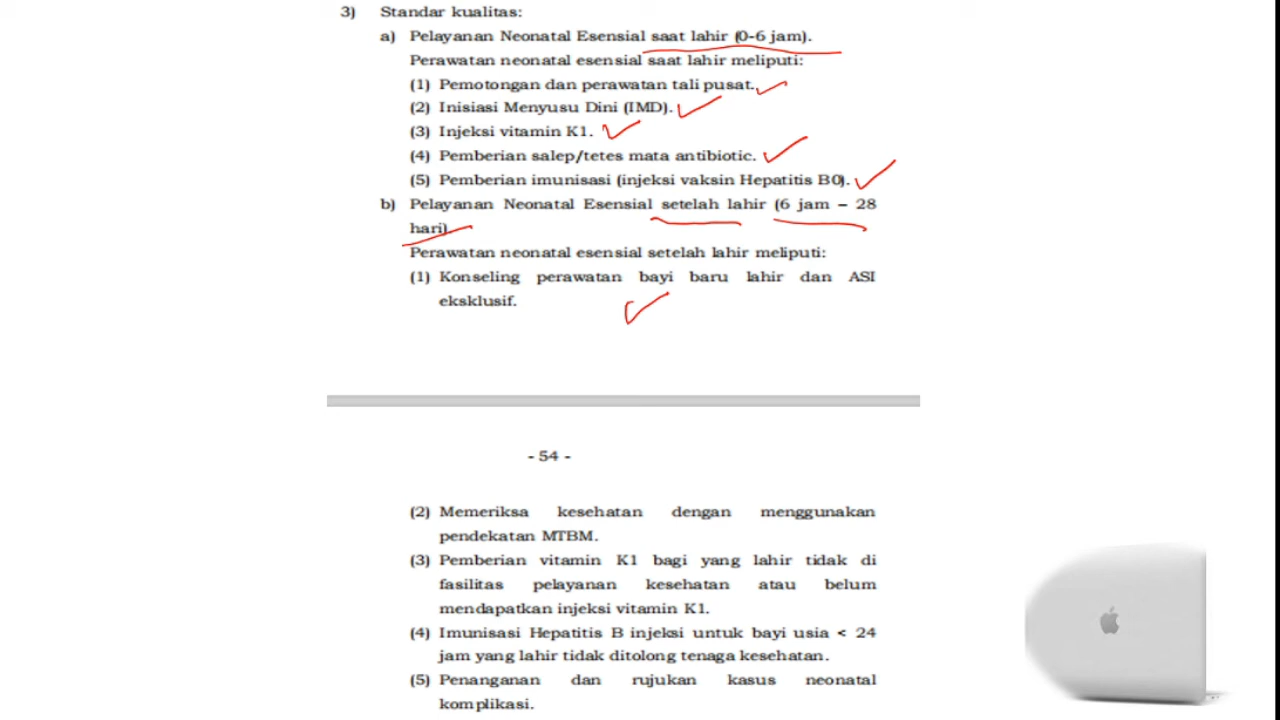 3) Standar kualitas:
a) Pelayanan Neonatal Esensial saat lahir (0-6 jam).
Perawatan neonatal esensial saat lahir meliputi:
(1) Pemotongan dan perawatan tali pusat.
(2) Inisiasi Menyusu Dini (IMD).
(3) Injeksi vitamin K1.
(4) Pemberian salep/tetes mata antibiotic.
(5) Pemberian imunisasi (injeksi vaksin Hepatitis B0).
b) Pelayanan Neonatal Esensial setelah lahir (6 jam – 28
hari).
Perawatan neonatal esensial setelah lahir meliputi:
(1) Konseling perawatan bayi baru lahir dan ASI
eksklusif.
- 54 -
(2) Memeriksa kesehatan dengan menggunakan
pendekatan MTBM.
(3) Pemberian vitamin K1 bagi yang lahir tidak di
fasilitas pelayanan kesehatan atau belum
mendapatkan injeksi vitamin K1.
(4) Imunisasi Hepatitis B injeksi untuk bayi usia < 24
jam yang lahir tidak ditolong tenaga kesehatan.
(5) Penanganan dan rujukan kasus neonatal
komplikasi.